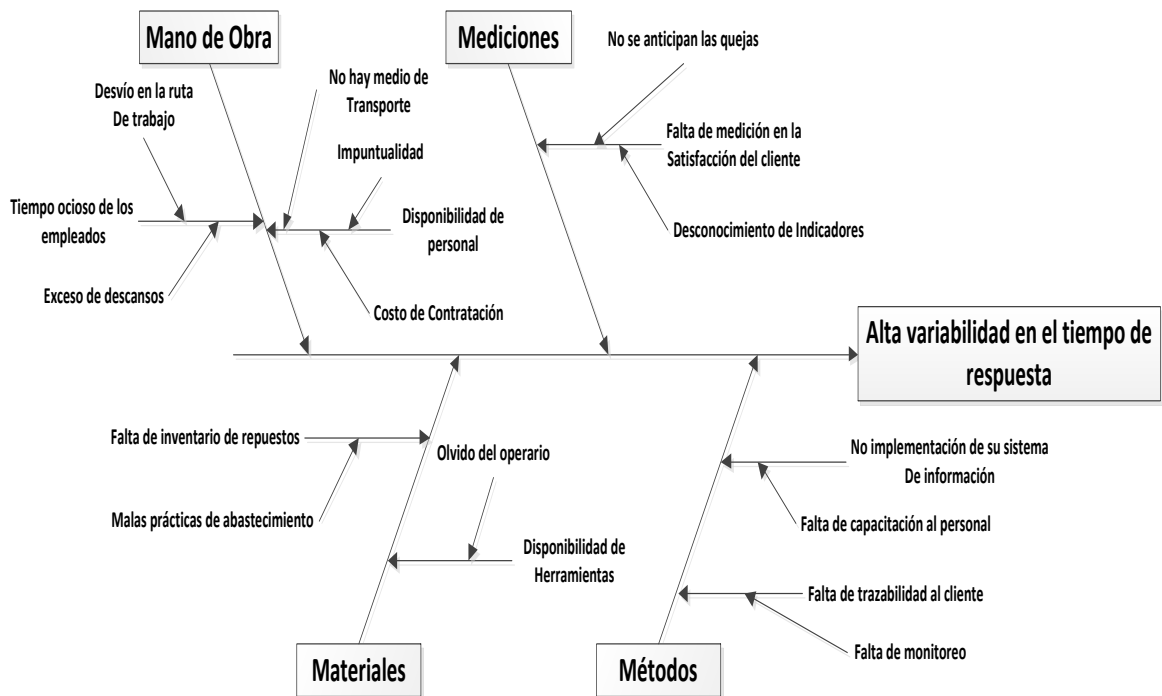 Mano de Obra
Mediciones
No se anticipan las quejas
Desvío en la ruta
De trabajo
No hay medio de
Transporte
Impuntualidad
Falta de medición en la
Satisfacción del cliente
Tiempo ocioso de los
empleados
Disponibilidad de
personal
Desconocimiento de Indicadores
Exceso de descansos
Costo de Contratación
Alta variabilidad en el tiempo de
respuesta
Falta de inventario de repuestos
Olvido del operario
No implementación de su sistema
De información
Malas prácticas de abastecimiento
Falta de capacitación al personal
Disponibilidad de
Herramientas
Falta de trazabilidad al cliente
Falta de monitoreo
Materiales
Métodos